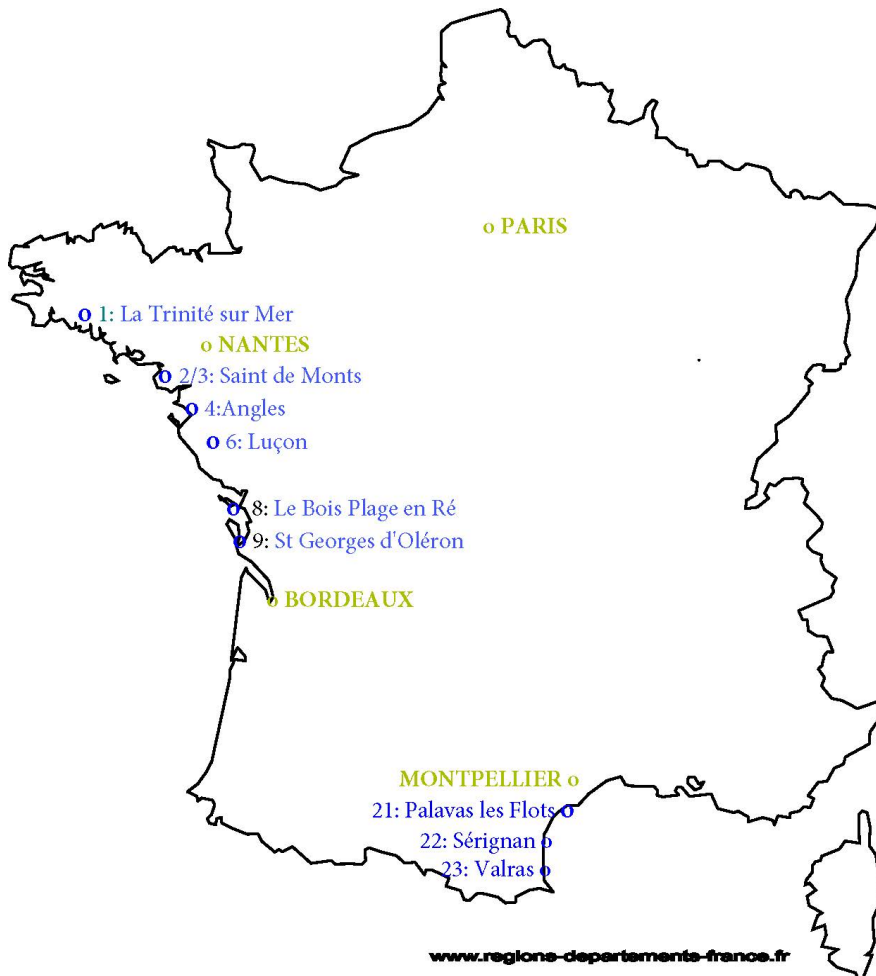 o PARIS
o 1: La Trinité sur Mer
o NANTES
o 2/3: Saint de Monts
o 4:Angles
o 6: Luçon
o 8: Le Bois Plage en Ré
o 9: St Georges d'Oléron
o BORDEAUX
MONTPELLIER o
21: Palavas les Flots o
22: Sérignan o
23: Valras o
www.regions-departements-france.fr